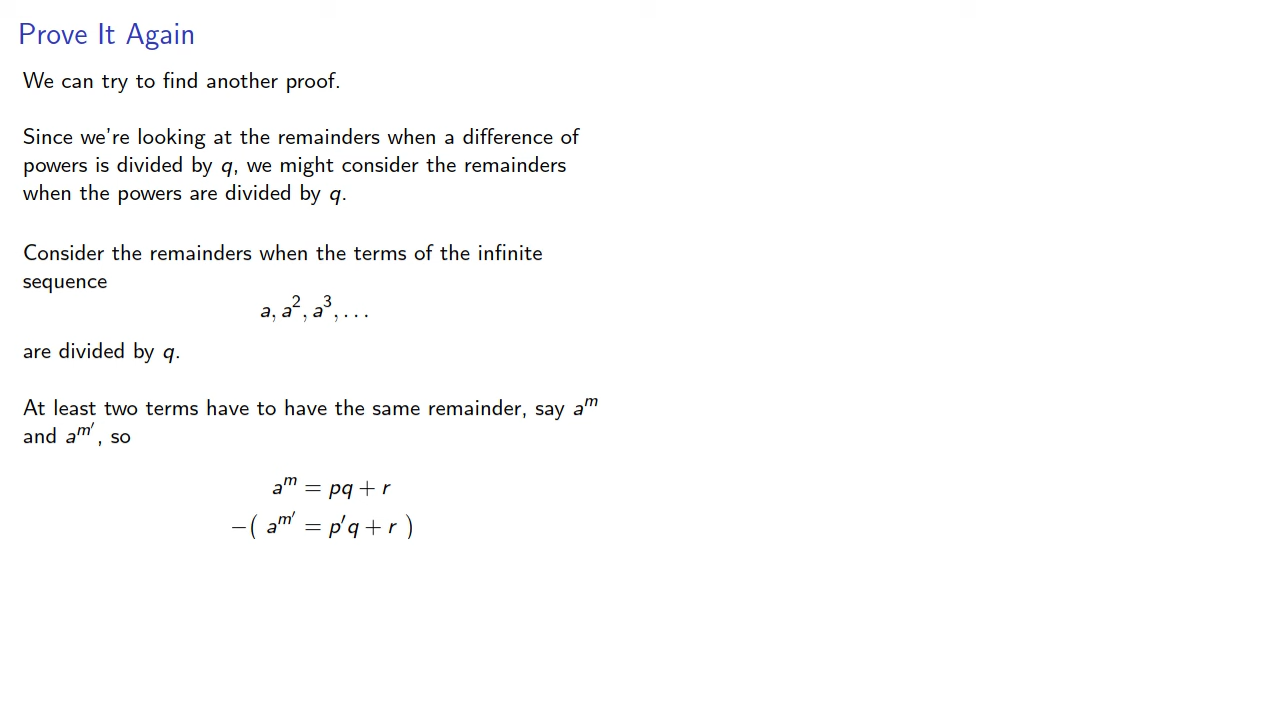 Prove It Again
We can try to find another proof.
Since we're looking at the remainders when a difference of
powers is divided by q, we might consider the remainders
when the powers are divided by q.
Consider the remainders when the terms of the infinite
sequence
a, a², a³, . . .
are divided by q.
At least two terms have to have the same remainder, say a^m
and a^m′, so
a^m = pq + r
−( a^m′ = p′q + r )